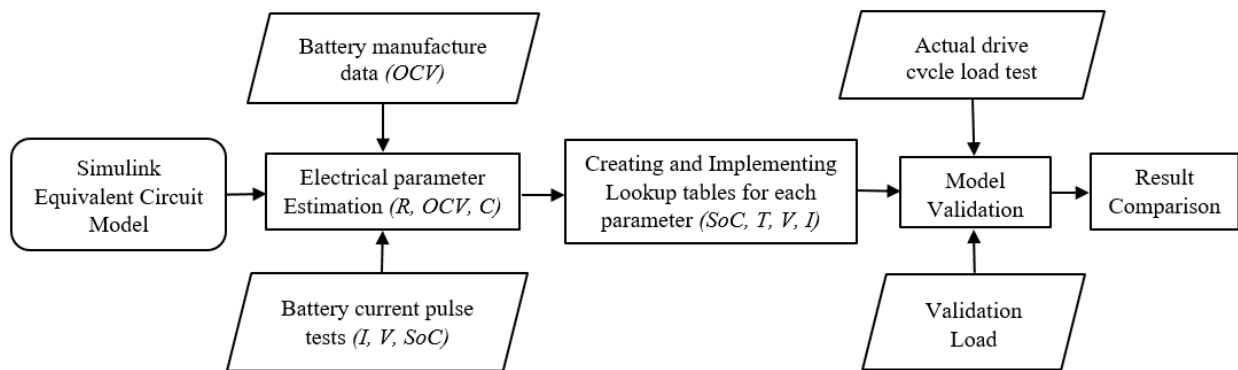 Battery manufacture
data (OCV)
Actual drive
cvcle load test
Simulink
Equivalent Circuit
Model
Electrical parameter
Estimation (R, OCV, C)
Creating and Implementing
Lookup tables for each
parameter (SoC, T, V, I)
Model
Validation
Result
Comparison
Battery current pulse
tests (I, V, SoC)
Validation
Load